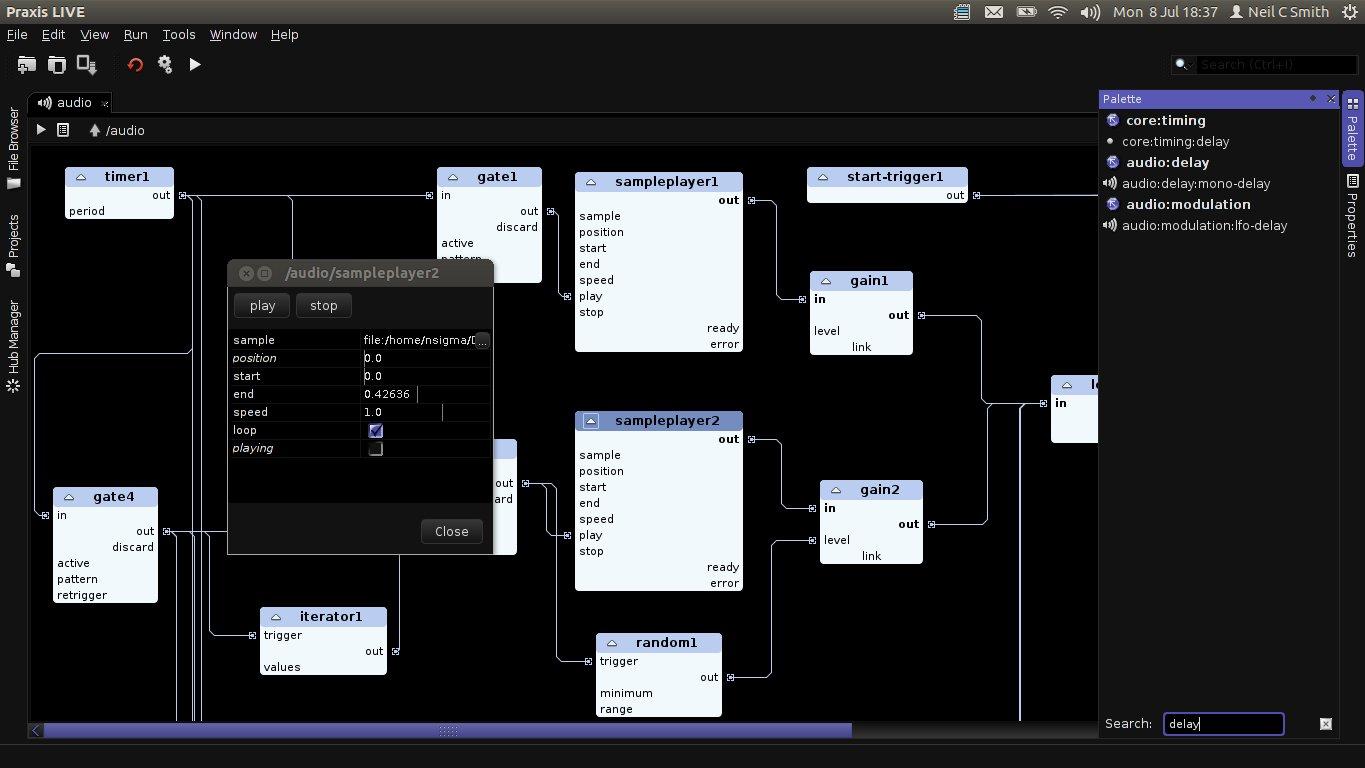 Praxis LIVE
Mon 8 Jul 18:37 Neil C Smith
File Edit View Run Tools Window Help
Search (Ctrl+I)
audio
/audio
File Browser
Projects
Hub Manager
timer1
out
period
gate1
in
out
discard
active
pattern
sampleplayer1
out
sample
position
start
end
speed
play
stop
ready
error
start-trigger1
out
gain1
in
out
level
link
in
/audio/sampleplayer2
play stop
sample file:/home/nsigma/D ...
position 0.0
start 0.0
end 0.42636
speed 1.0
loop
playing
Close
out
ard
sampleplayer2
out
sample
position
start
end
speed
play
stop
ready
error
gain2
in
out
level
link
gate4
in
out
discard
active
pattern
retrigger
iterator1
trigger
out
values
random1
trigger
out
minimum
range
Palette
core:timing
core:timing:delay
audio:delay
audio:delay:mono-delay
audio:modulation
audio:modulation:lfo-delay
Search: delay
Palette
Properties